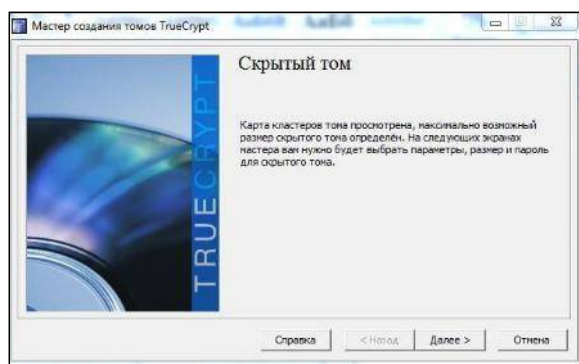 Мастер создания томов TrueCrypt
Скрытый том
Карта кластеров тома просмотрена, максимально возможный
размер скрытого тома определён. На следующих экранах
мастера вам нужно будет выбрать параметры, размер и пароль
для скрытого тома.
TRUECRYPT
Справка < Назад Далее > Отмена